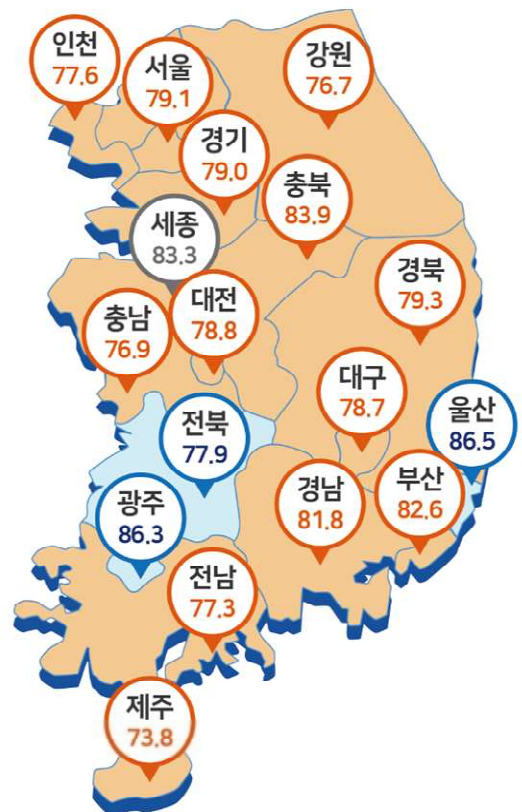 인천
77.6
서울
79.1
강원
76.7
경기
79.0
충북
83.9
세종
83.3
경북
79.3
대전
78.8
충남
76.9
대구
78.7
울산
86.5
전북
77.9
경남
81.8
부산
82.6
광주
86.3
전남
77.3
제주
73.8